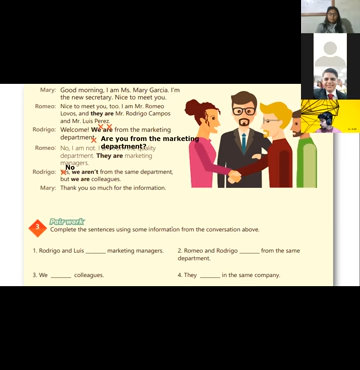 Mary: Good morning, I am Ms. Mary Garcia. I'm
the new secretary. Nice to meet you.
Romeo: Nice to meet you, too. I am Mr. Romeo
Lovos, and they are Mr. Rodrigo Campos
and Mr. Luis Perez.
Rodrigo: Welcome! We are from the marketing
department.
Are you from the marketing
department?
Romeo: No, I am not.
department. They are marketing
managers.
No
Rodrigo: we aren't from the same department,
but we are colleagues.
Mary: Thank you so much for the information.
Pair work
3 Complete the sentences using some information from the conversation above.
1. Rodrigo and Luis ______ marketing managers.
2. Romeo and Rodrigo ______ from the same
department.
3. We ______ colleagues.
4. They ______ in the same company.